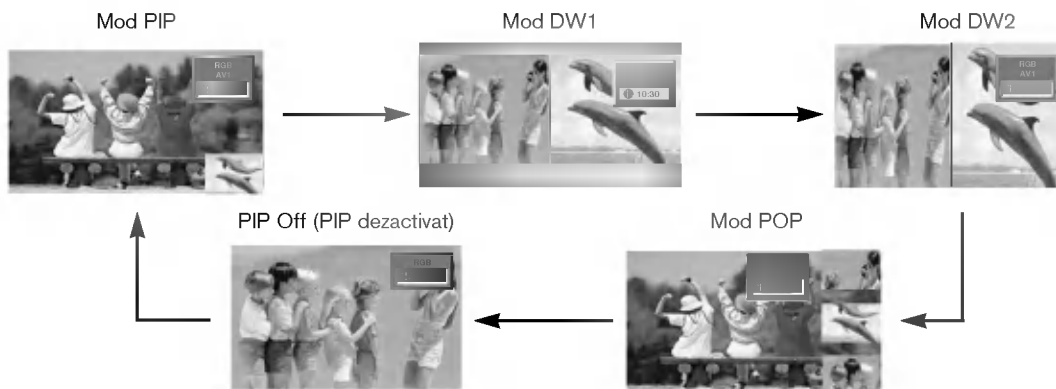 Mod PIP
Mod DW1
Mod DW2
RGB
AV1
10:30
RGB
AV1
PIP Off (PIP dezactivat)
Mod POP
RGB